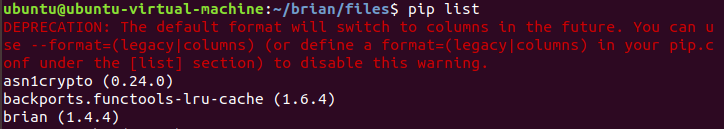 ubuntu@ubuntu-virtual-machine:~/brian/files$ pip list
DEPRECATION: The default format will switch to columns in the future. You can u
se --format=(legacy|columns) (or define a format=(legacy|columns) in your pip.c
onf under the [list] section) to disable this warning.
asn1crypto (0.24.0)
backports.functools-lru-cache (1.6.4)
brian (1.4.4)